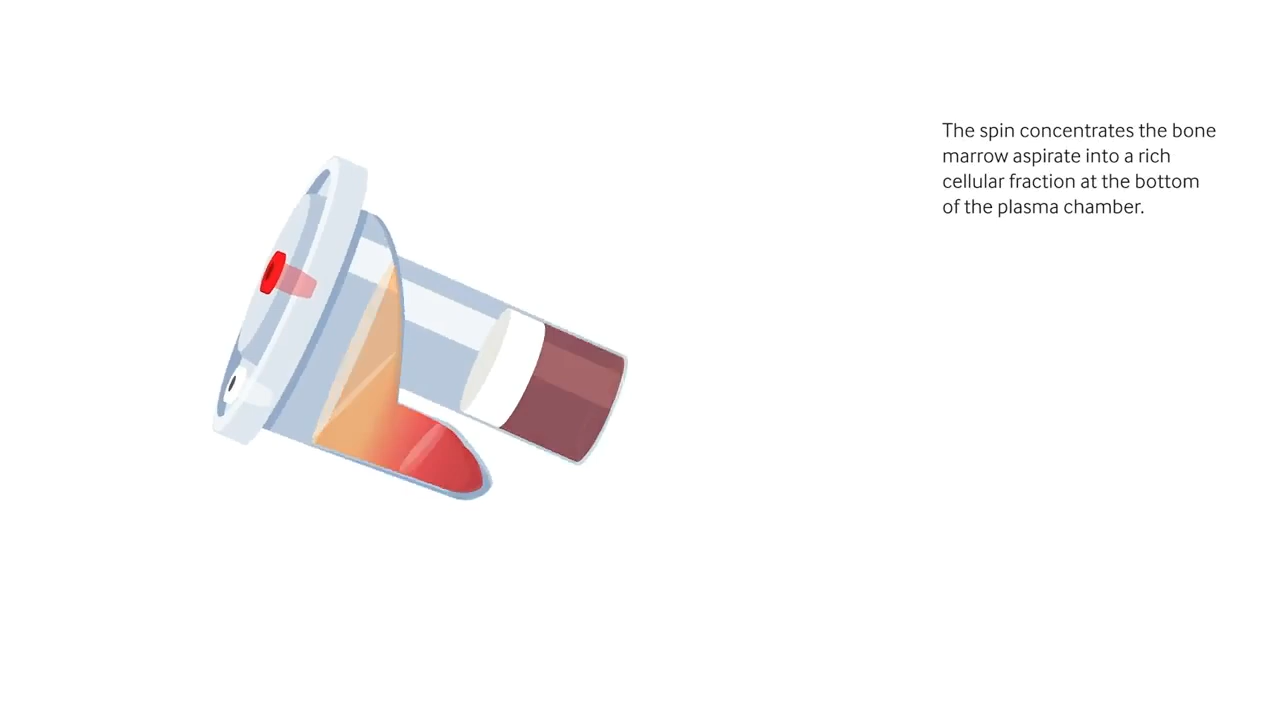 The spin concentrates the bone
marrow aspirate into a rich
cellular fraction at the bottom
of the plasma chamber.